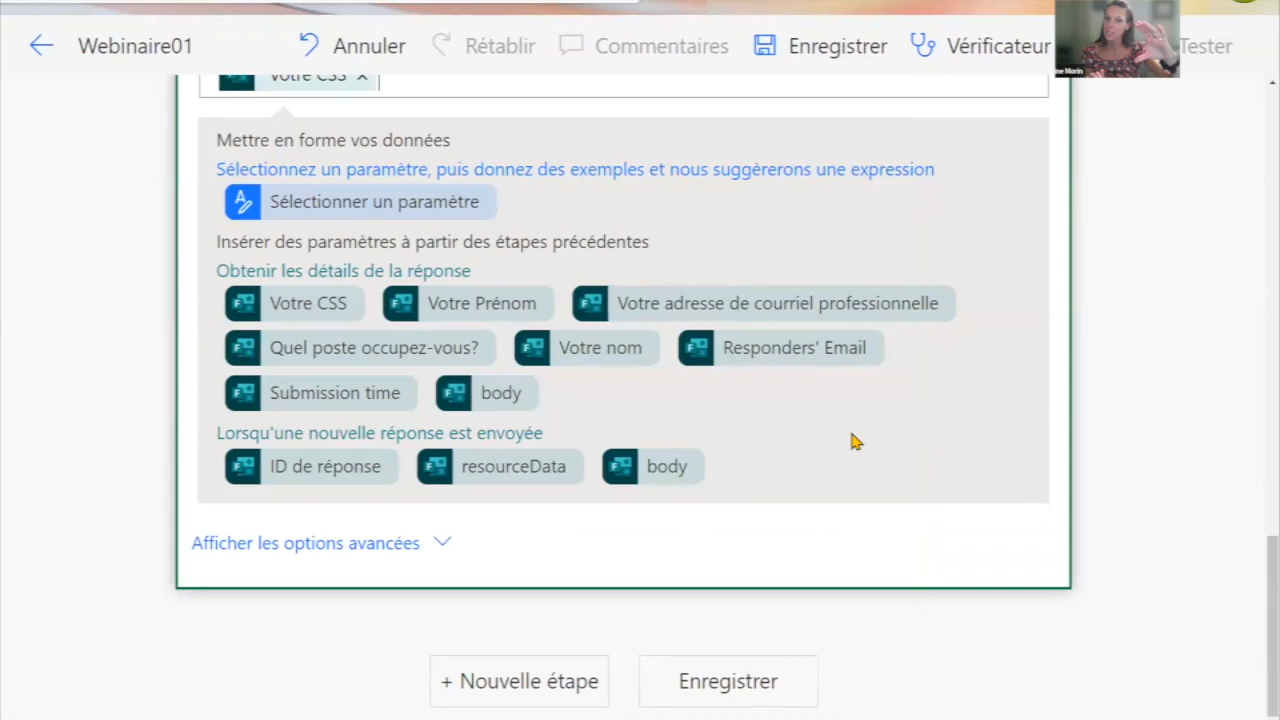 Webinaire01 Annuler Rétablir Commentaires Enregistrer Vérificateur Tester
ne Morin
Votre CSS ×
Mettre en forme vos données
Sélectionnez un paramètre, puis donnez des exemples et nous suggèrerons une expression
Sélectionner un paramètre
Insérer des paramètres à partir des étapes précédentes
Obtenir les détails de la réponse
Votre CSS Votre Prénom Votre adresse de courriel professionnelle
Quel poste occupez-vous? Votre nom Responders' Email
Submission time body
Lorsqu'une nouvelle réponse est envoyée
ID de réponse resourceData body
Afficher les options avancées
+ Nouvelle étape Enregistrer